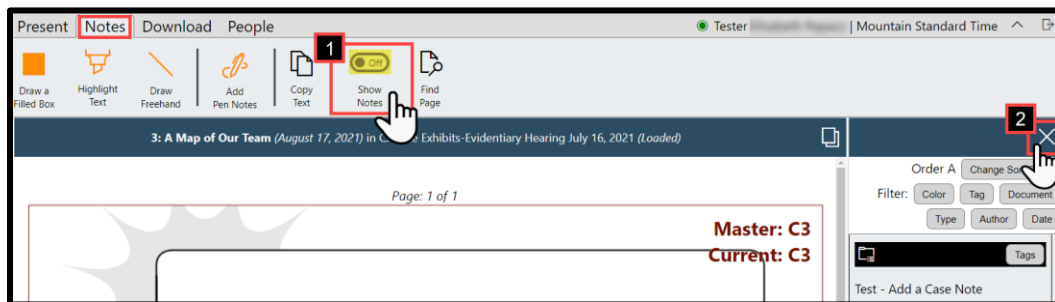 Present Notes Download People Tester | Mountain Standard Time
1
Off
Draw a Filled Box
Highlight Text
Draw Freehand
Add Pen Notes
Copy Text
Show Notes
Find Page
2
3: A Map of Our Team (August 17, 2021) in Exhibits-Evidentiary Hearing July 16, 2021 (Loaded)
Order A Change
Filter: Color Tag Document
Type Author Date
Page: 1 of 1
Master: C3
Current: C3
Tags
Test - Add a Case Note